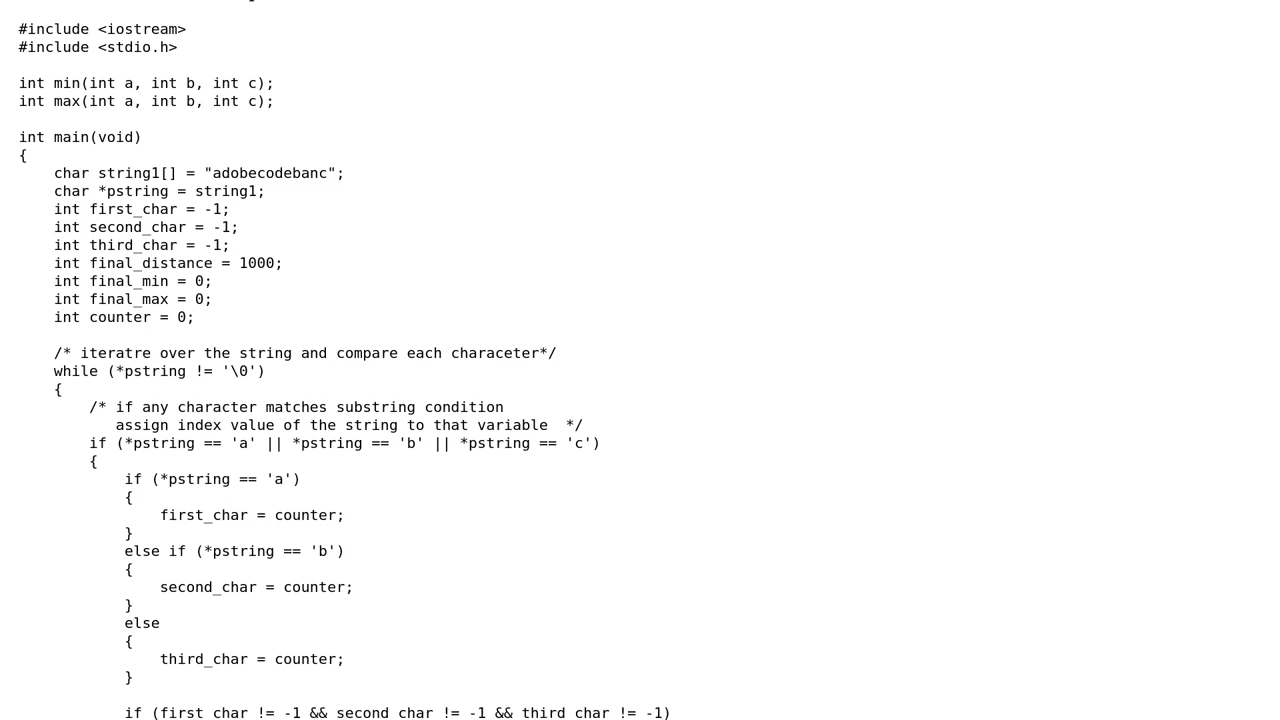 #include <iostream>
#include <stdio.h>
int min(int a, int b, int c);
int max(int a, int b, int c);
int main(void)
{
    char string1[] = "adobecodebanc";
    char *pstring = string1;
    int first_char = -1;
    int second_char = -1;
    int third_char = -1;
    int final_distance = 1000;
    int final_min = 0;
    int final_max = 0;
    int counter = 0;
    /* iteratre over the string and compare each characeter*/
    while (*pstring != '\0')
    {
        /* if any character matches substring condition
           assign index value of the string to that variable  */
        if (*pstring == 'a' || *pstring == 'b' || *pstring == 'c')
        {
            if (*pstring == 'a')
            {
                first_char = counter;
            }
            else if (*pstring == 'b')
            {
                second_char = counter;
            }
            else
            {
                third_char = counter;
            }
            if (first_char != -1 && second_char != -1 && third_char != -1)